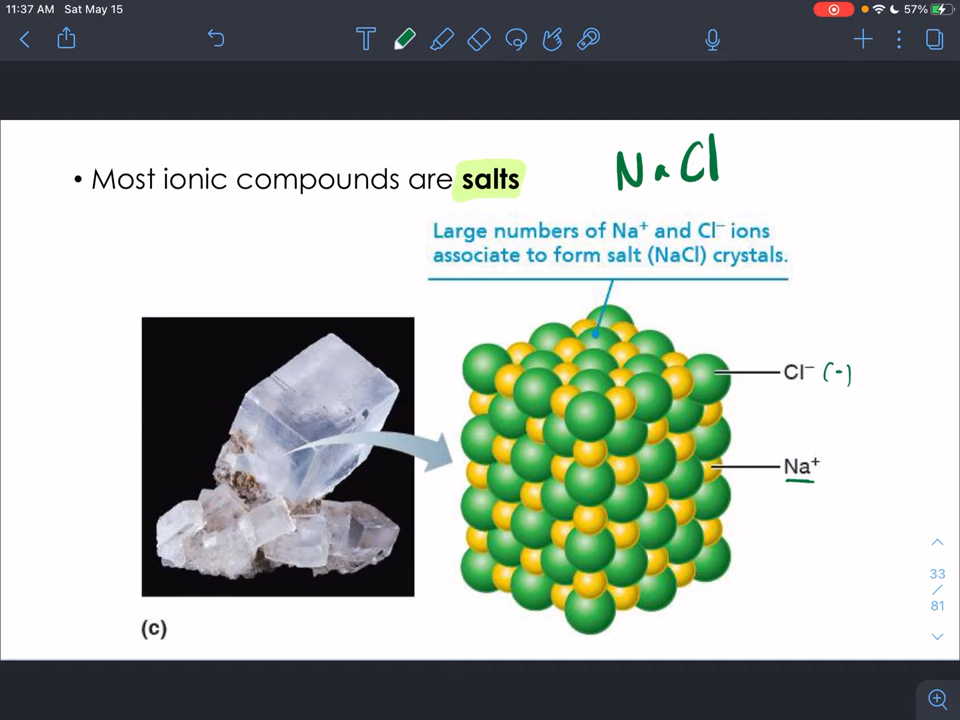 11:37 AM Sat May 15
57%
T
• Most ionic compounds are salts
NaCl
Large numbers of Na⁺ and Cl⁻ ions
associate to form salt (NaCl) crystals.
Cl⁻ (-)
Na⁺
33
/
81
(c)